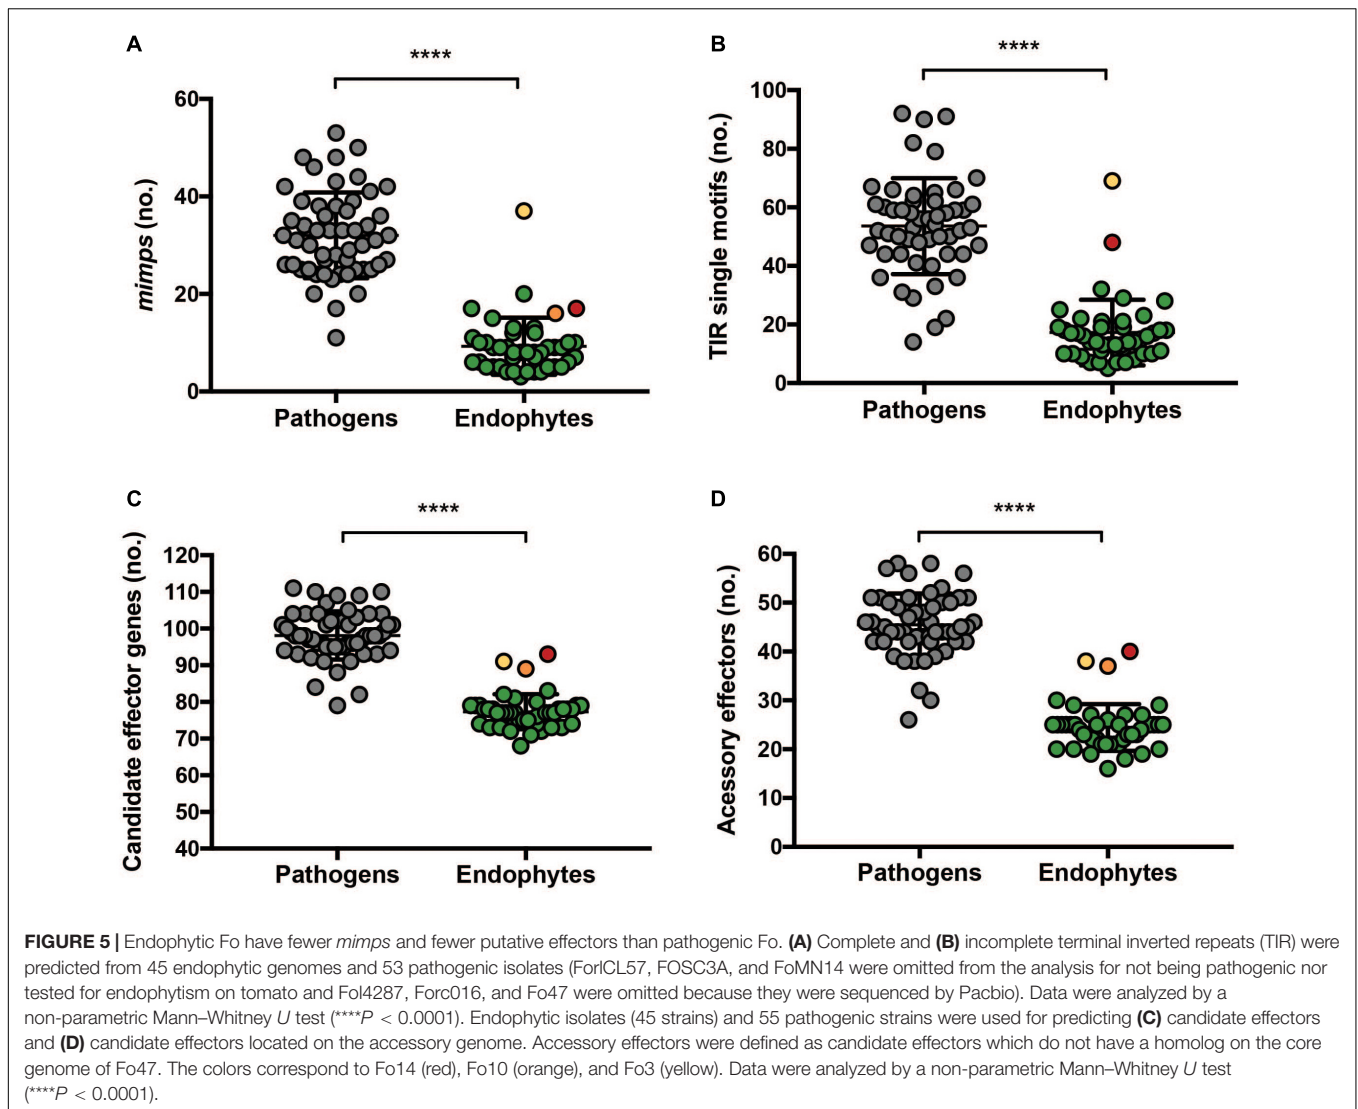 A
****
mimps (no.)
60
40
20
0
Pathogens Endophytes
B
****
TIR single motifs (no.)
100
80
60
40
20
0
Pathogens Endophytes
C
****
Candidate effector genes (no.)
120
110
100
90
80
70
60
50
40
Pathogens Endophytes
D
****
Acessory effectors (no.)
60
50
40
30
20
10
0
Pathogens Endophytes
FIGURE 5 | Endophytic Fo have fewer mimps and fewer putative effectors than pathogenic Fo. (A) Complete and (B) incomplete terminal inverted repeats (TIR) were
predicted from 45 endophytic genomes and 53 pathogenic isolates (ForICL57, FOSC3A, and FoMN14 were omitted from the analysis for not being pathogenic nor
tested for endophytism on tomato and Fol4287, Forc016, and Fo47 were omitted because they were sequenced by Pacbio). Data were analyzed by a
non-parametric Mann–Whitney U test (****P < 0.0001). Endophytic isolates (45 strains) and 55 pathogenic strains were used for predicting (C) candidate effectors
and (D) candidate effectors located on the accessory genome. Accessory effectors were defined as candidate effectors which do not have a homolog on the core
genome of Fo47. The colors correspond to Fo14 (red), Fo10 (orange), and Fo3 (yellow). Data were analyzed by a non-parametric Mann–Whitney U test
(****P < 0.0001).